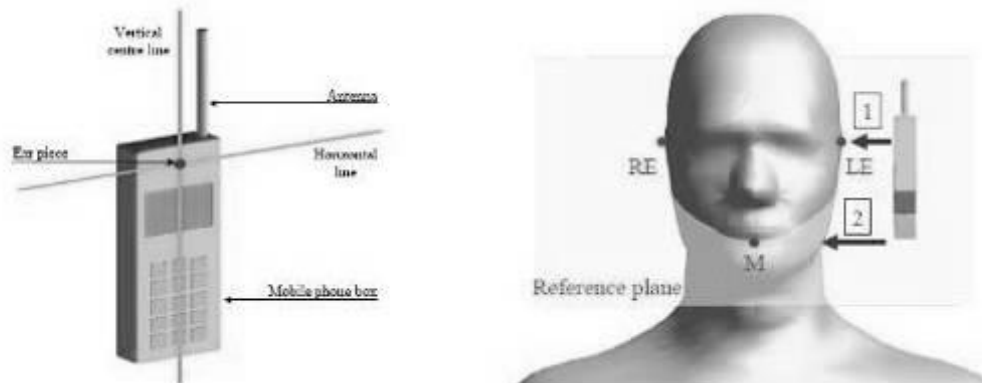 Vertical
centre line
Antenna
Ear piece
Horizontal
line
Mobile phone box
1
RE
LE
2
M
Reference plane